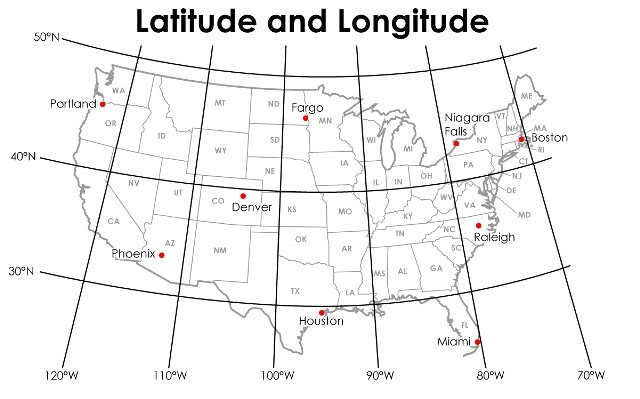 Latitude and Longitude
50°N
ME
WA
Portland
MT
ND
Fargo
MN
VT
NH
MA
Niagara
Falls
OR
ID
WI
MI
NY
Boston
RI
SD
WY
CT
40°N
IA
PA
NE
OH
NJ
NV
UT
IL
IN
DE
CO
Denver
WV
VA
MD
KS
MO
KY
CA
NC
Raleigh
AZ
OK
TN
Phoenix
NM
AR
SC
30°N
MS
AL
GA
TX
LA
Houston
FL
Miami
120°W
110°W
100°W
90°W
80°W
70°W